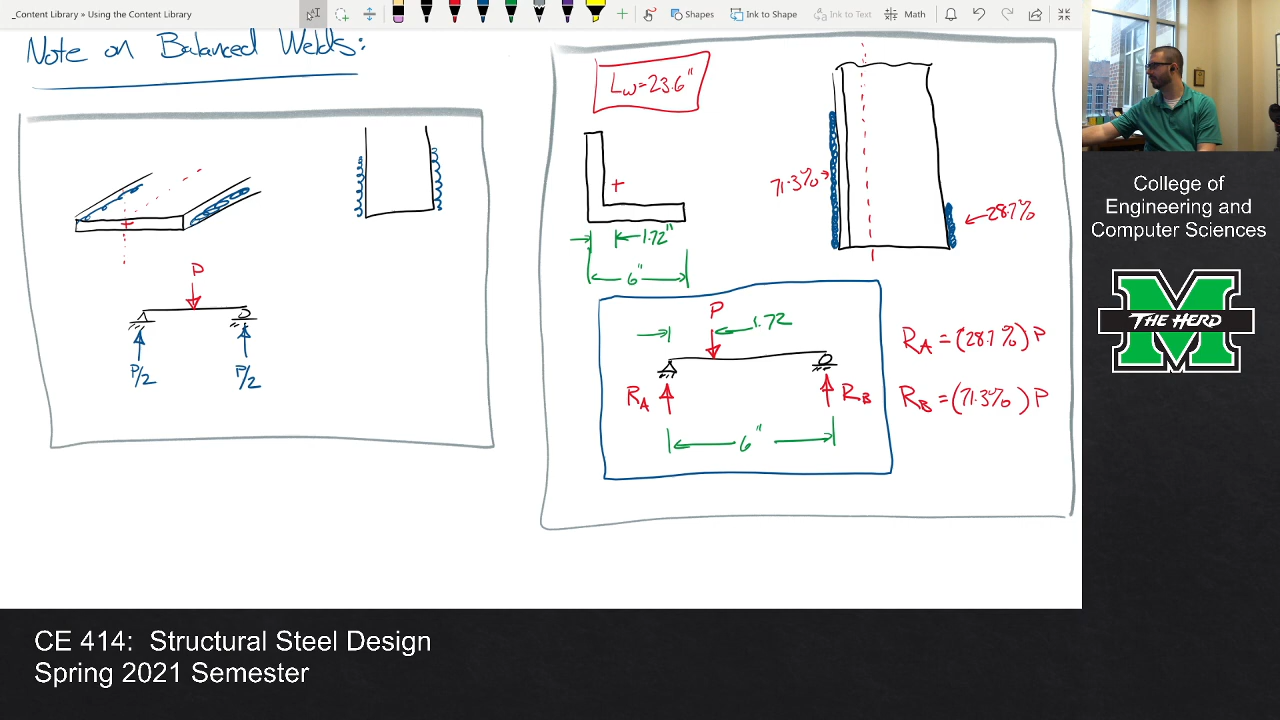 _Content Library » Using the Content Library
Shapes
Ink to Shape
Ink to Text
Math
Note on Balanced Welds:
P
P/2
P/2
Lw=23.6"
1.72"
6"
71.3%
28.7%
P
1.72
RA
RB
6"
RA = (28.7%) P
RB = (71.3%) P
College of
Engineering and
Computer Sciences
THE HERD
CE 414: Structural Steel Design
Spring 2021 Semester